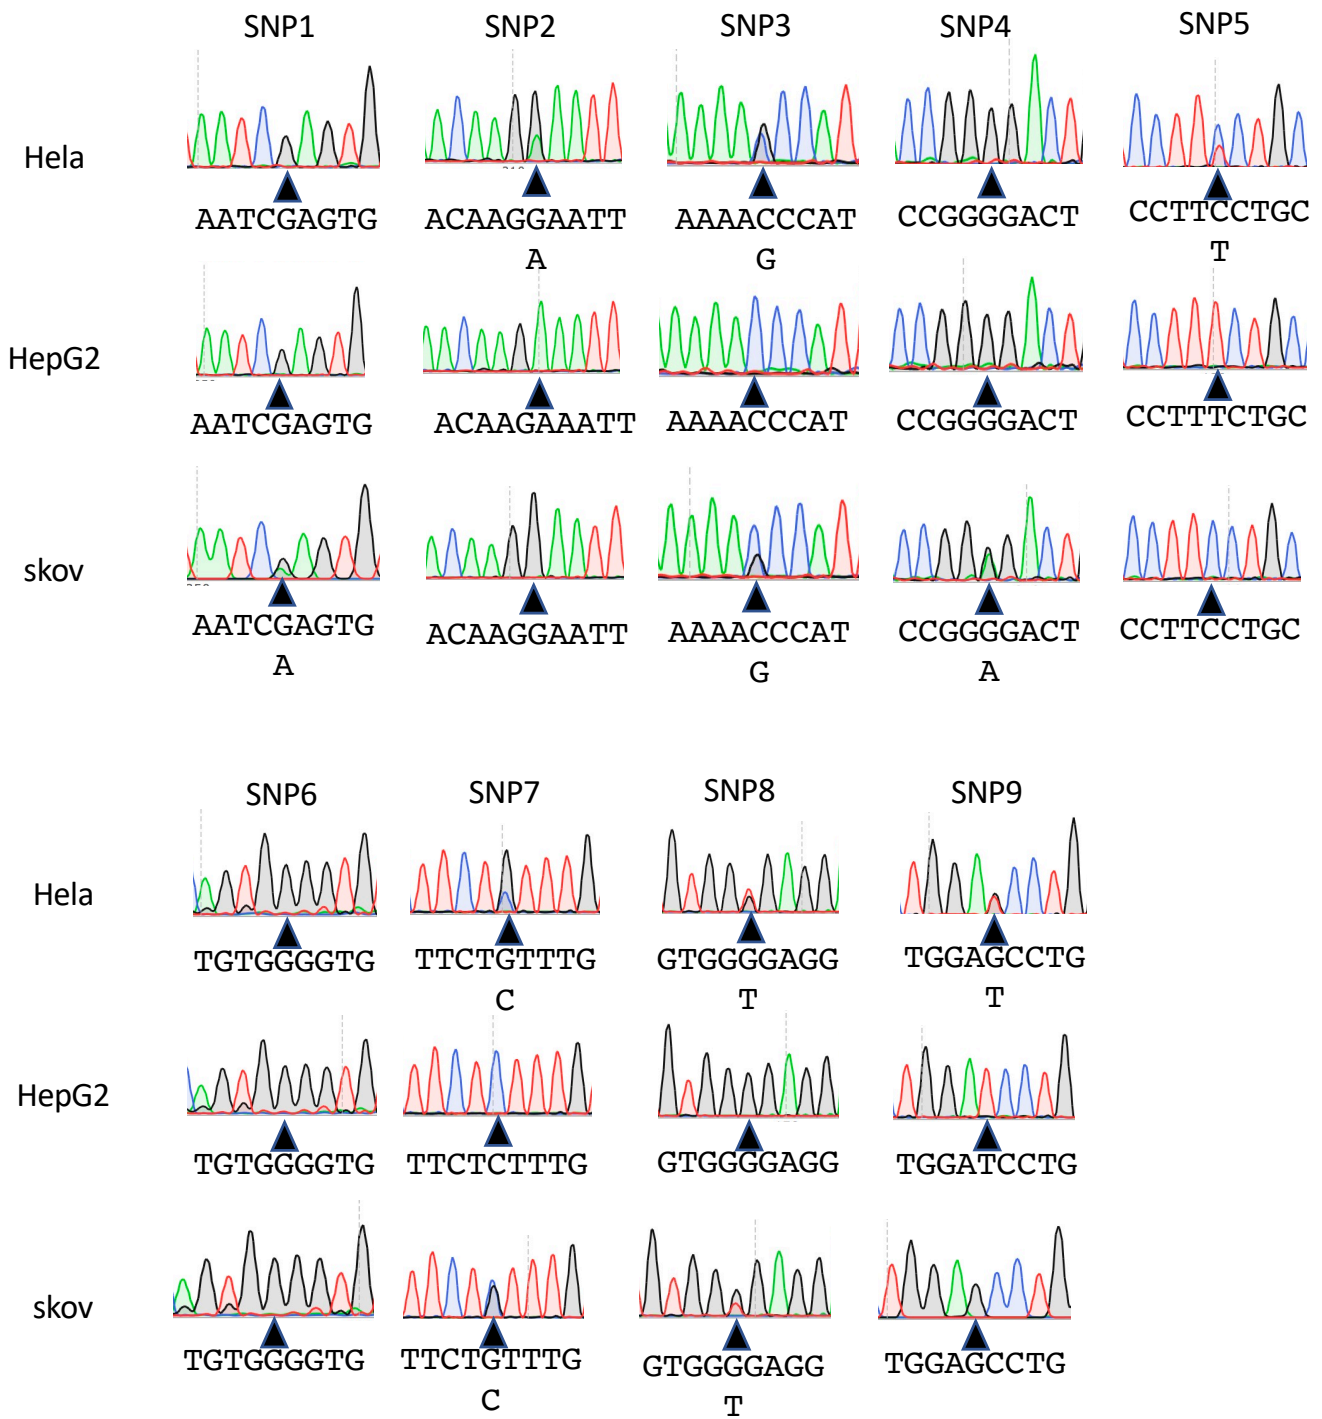 SNP1 SNP2 SNP3 SNP4 SNP5
Hela
AATCGAGTG ACAAGGAATT AAAACCCAT CCGGGGACT CCTTCCTGC
A G T
HepG2
AATCGAGTG ACAAGAAATT AAAACCCAT CCGGGGACT CCTTTCTGC
skov
AATCGAGTG ACAAGGAATT AAAACCCAT CCGGGGACT CCTTCCTGC
A G A
SNP6 SNP7 SNP8 SNP9
Hela
TGTGGGGTG TTCTGTTTG GTGGGGAGG TGGAGCCTG
C T T
HepG2
TGTGGGGTG TTCTCTTTG GTGGGGAGG TGGATCCTG
skov
TGTGGGGTG TTCTGTTTG GTGGGGAGG TGGAGCCTG
C T